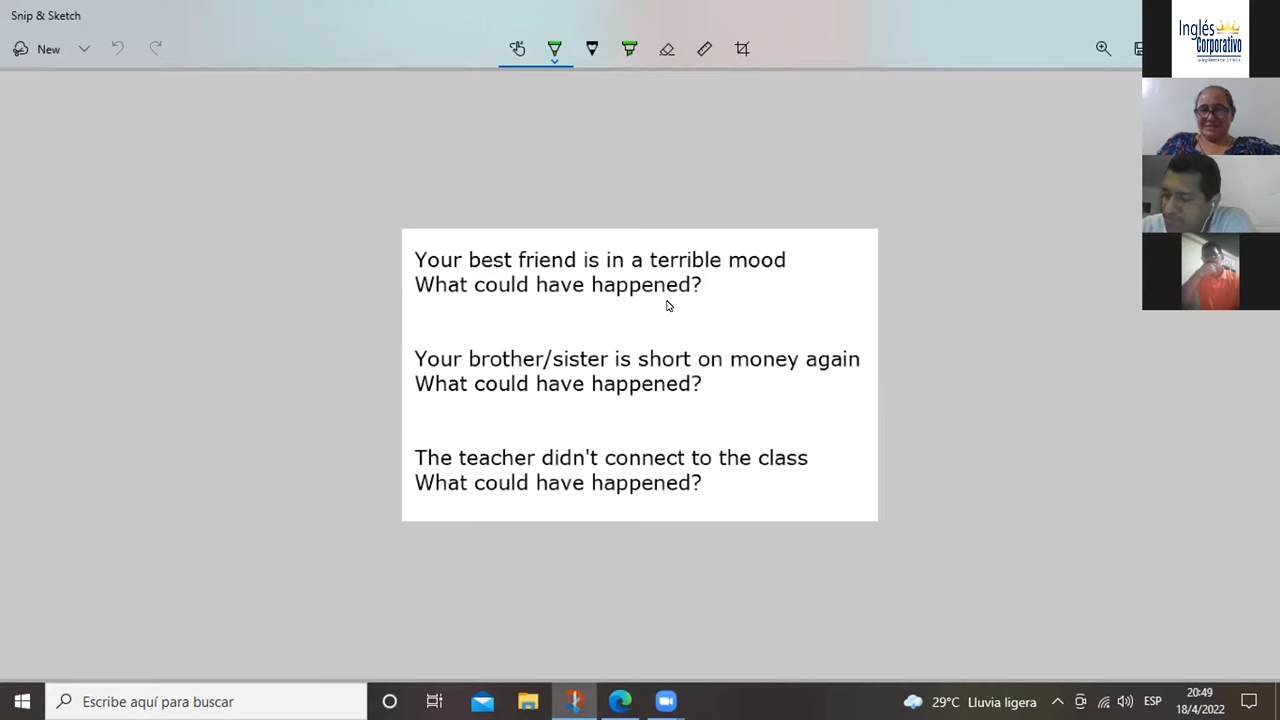 Snip & Sketch
New
Inglés
Corporativo
Your best friend is in a terrible mood
What could have happened?
Your brother/sister is short on money again
What could have happened?
The teacher didn't connect to the class
What could have happened?
Escribe aquí para buscar
29°C Lluvia ligera
ESP
20:49
18/4/2022